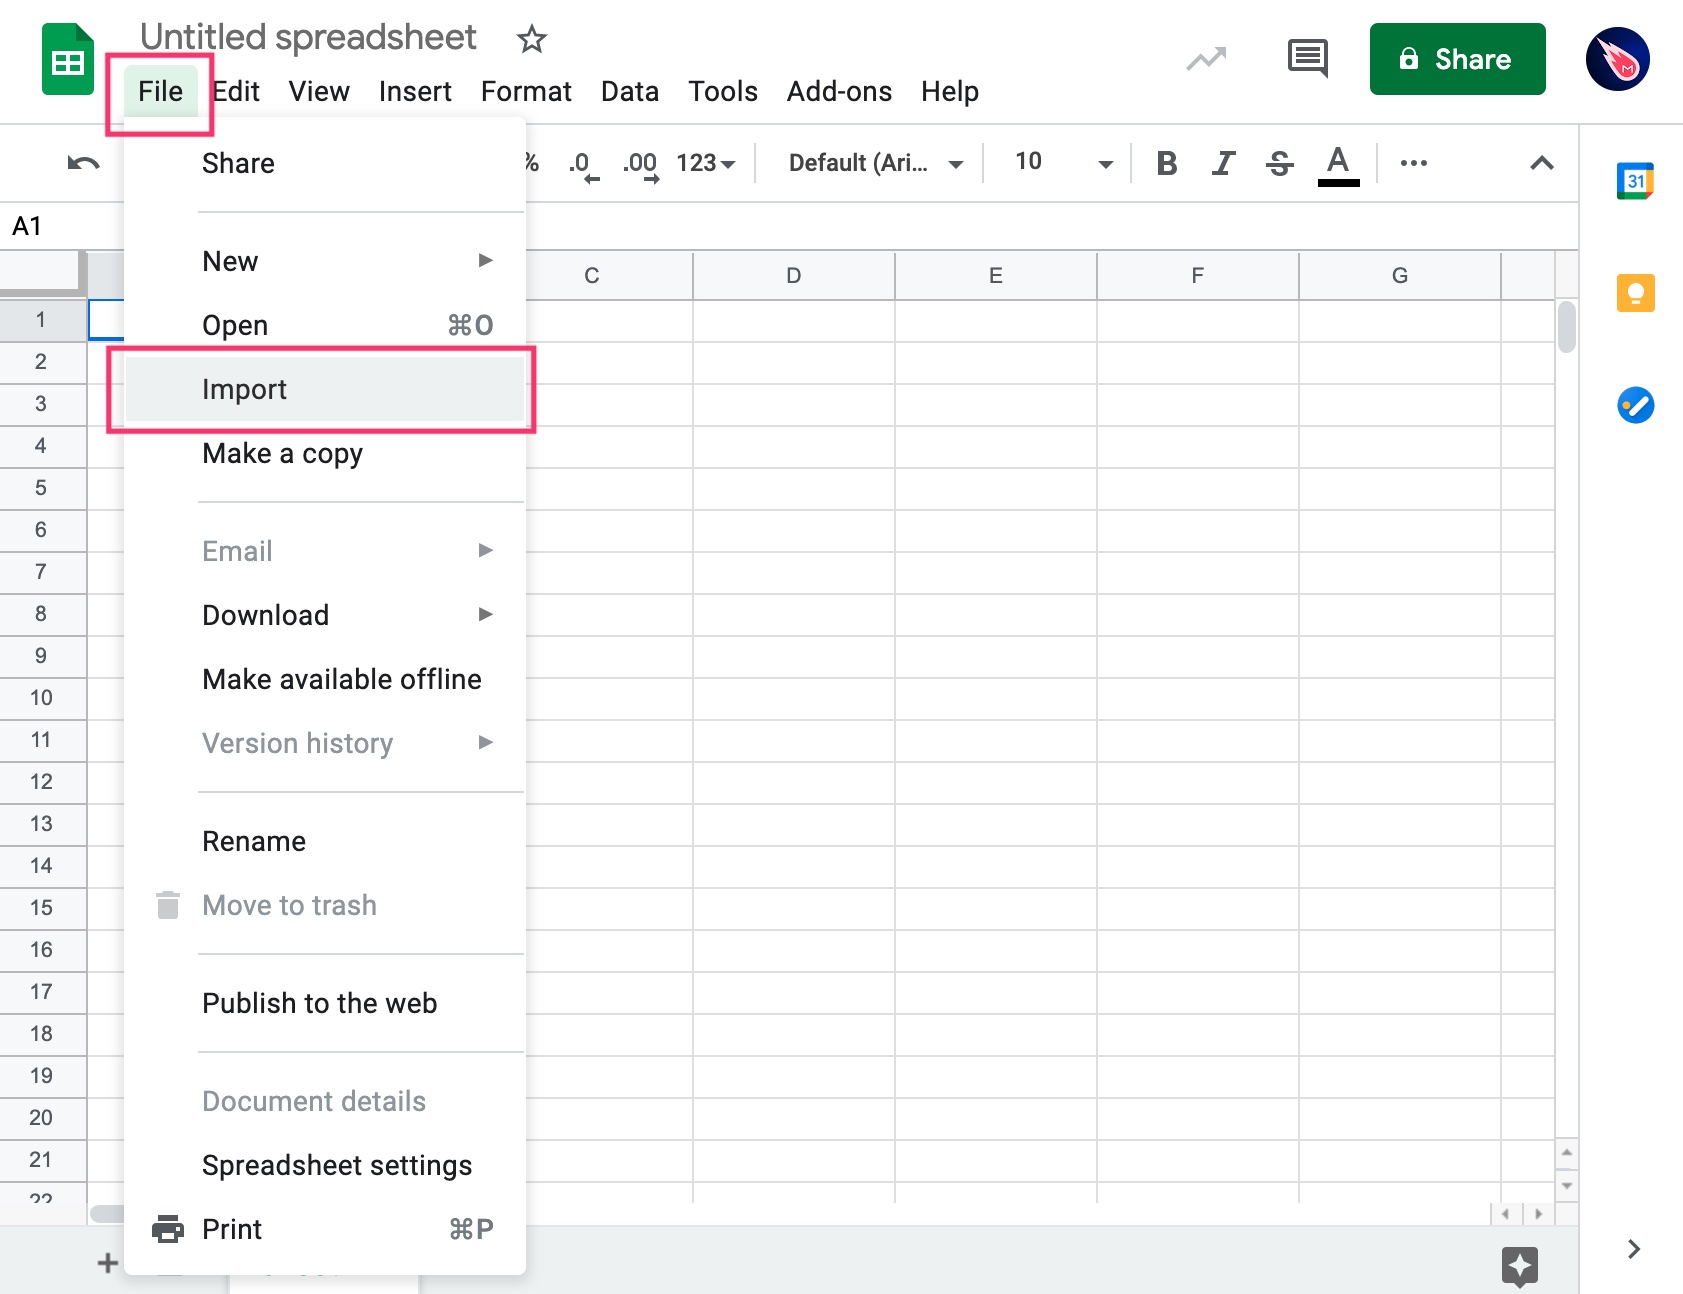 Untitled spreadsheet
File Edit View Insert Format Data Tools Add-ons Help
Share
% .0 .00 123 Default (Ari... 10 B I S A
31
A1
C D E F G
Share
New
Open ⌘O
Import
Make a copy
Email
Download
Make available offline
Version history
Rename
Move to trash
Publish to the web
Document details
Spreadsheet settings
Print ⌘P
1
2
3
4
5
6
7
8
9
10
11
12
13
14
15
16
17
18
19
20
21
22